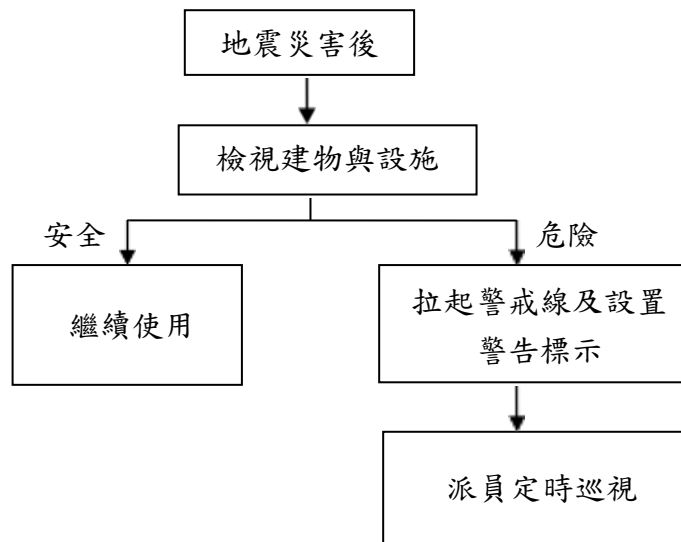 地震災害後
檢視建物與設施
安全
危險
繼續使用
拉起警戒線及設置
警告標示
派員定時巡視